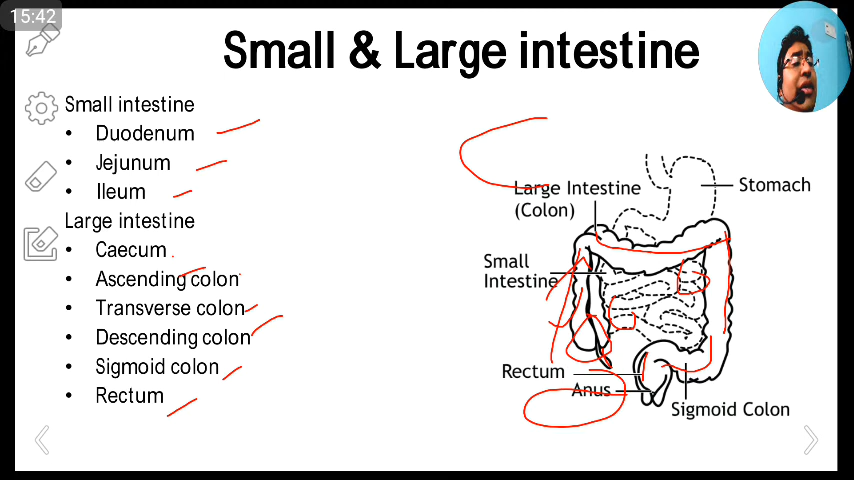 15:42
Small & Large intestine
Small intestine
• Duodenum
• Jejunum
• Ileum
Large intestine
• Caecum
• Ascending colon
• Transverse colon
• Descending colon
• Sigmoid colon
• Rectum
Large Intestine
(Colon)
Stomach
Small
Intestine
Rectum
Anus
Sigmoid Colon